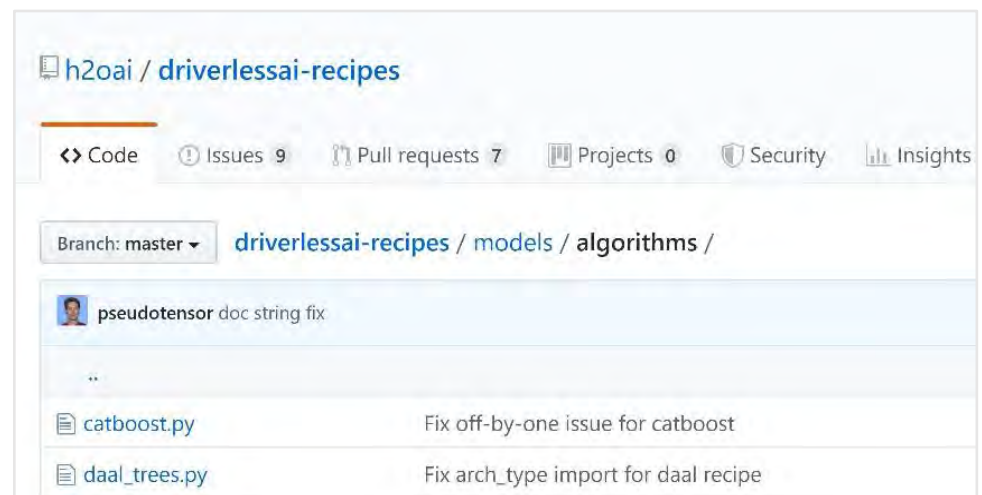 h2oai / driverlessai-recipes
<> Code Issues 9 Pull requests 7 Projects 0 Security Insights
Branch: master driverlessai-recipes / models / algorithms /
pseudotensor doc string fix
..
catboost.py Fix off-by-one issue for catboost
daal_trees.py Fix arch_type import for daal recipe